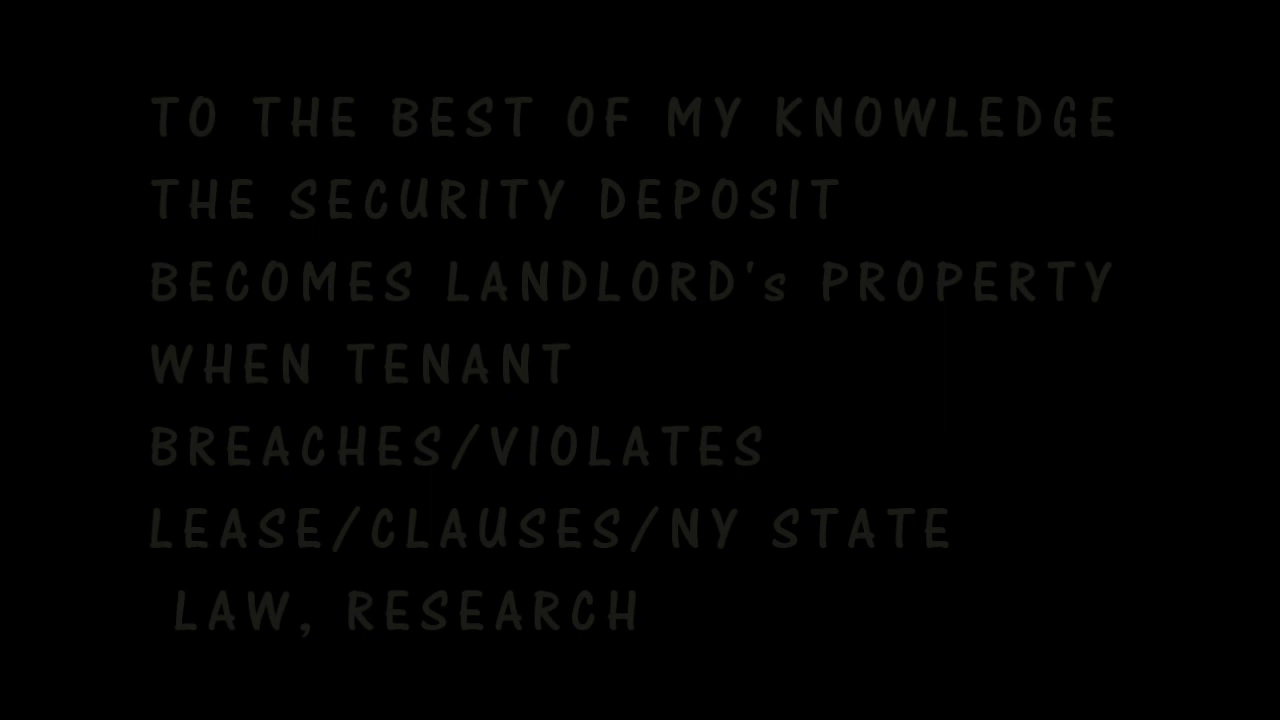 TO THE BEST OF MY KNOWLEDGE
THE SECURITY DEPOSIT
BECOMES LANDLORD's PROPERTY
WHEN TENANT
BREACHES/VIOLATES
LEASE/CLAUSES/NY STATE
LAW, RESEARCH